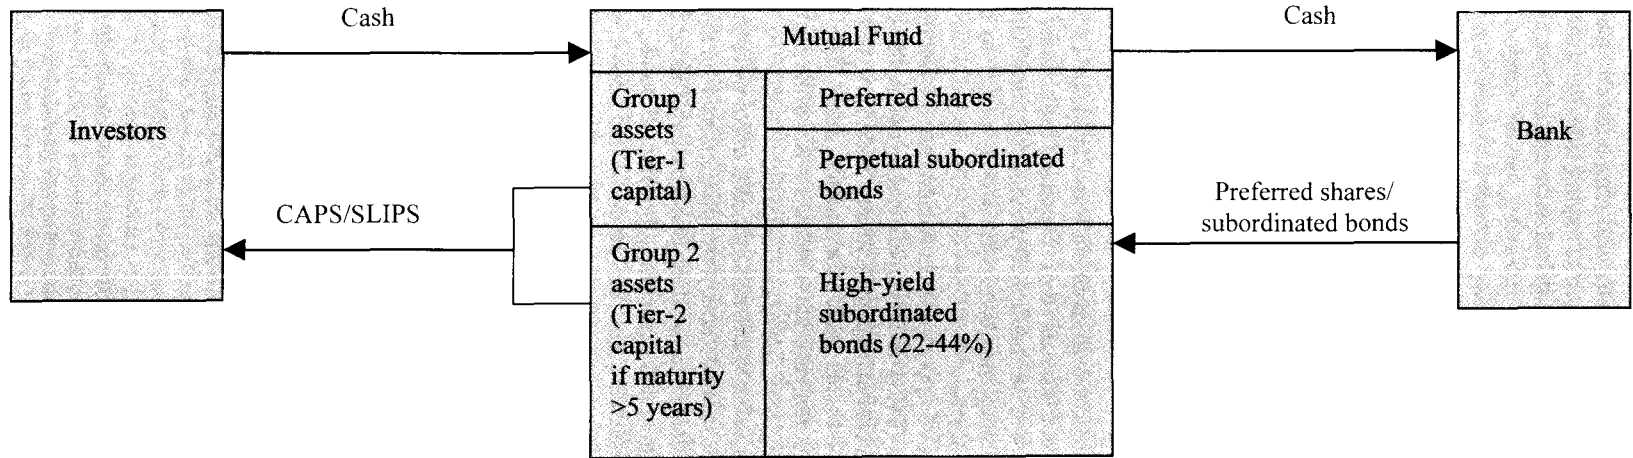 Cash
Cash
Mutual Fund
Investors
Group 1
assets
(Tier-1
capital)
Preferred shares
Perpetual subordinated
bonds
Bank
CAPS/SLIPS
Preferred shares/
subordinated bonds
Group 2
assets
(Tier-2
capital
if maturity
>5 years)
High-yield
subordinated
bonds (22-44%)